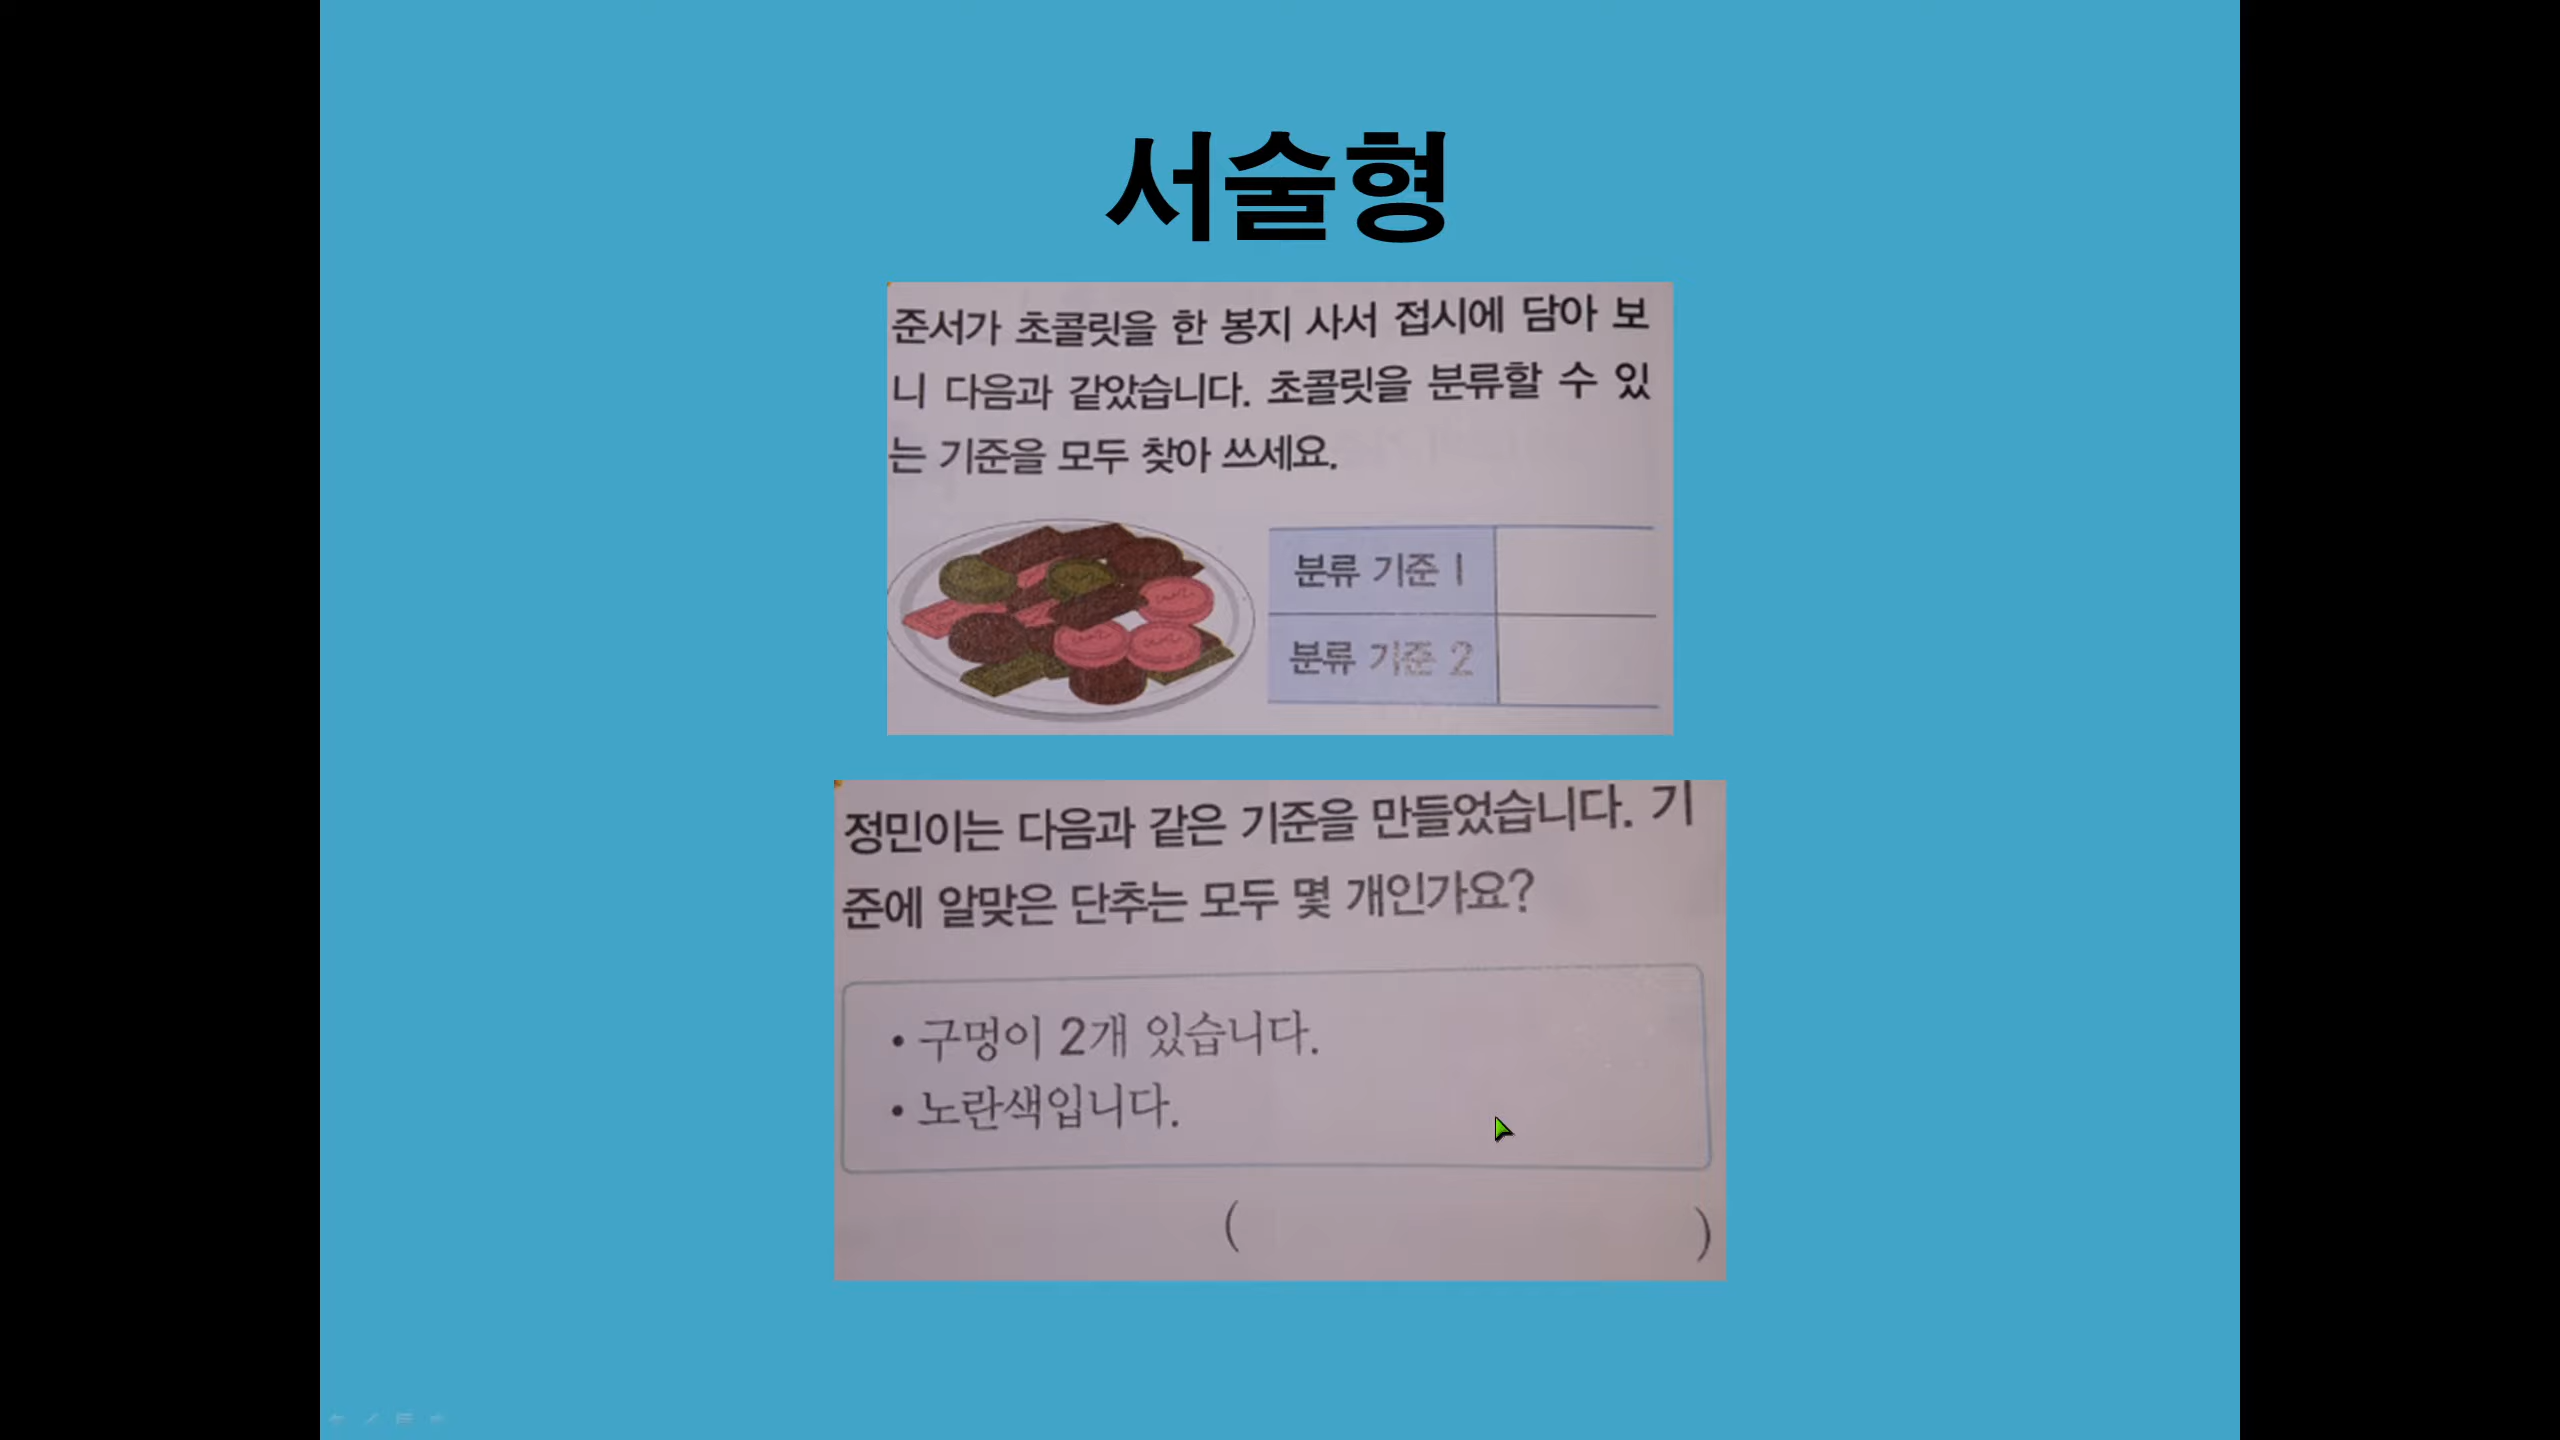 서술형
준서가 초콜릿을 한 봉지 사서 접시에 담아 보
니 다음과 같았습니다. 초콜릿을 분류할 수 있
는 기준을 모두 찾아 쓰세요.
분류 기준 1
분류 기준 2
정민이는 다음과 같은 기준을 만들었습니다. 기
준에 알맞은 단추는 모두 몇 개인가요?
• 구멍이 2개 있습니다.
• 노란색입니다.
( )